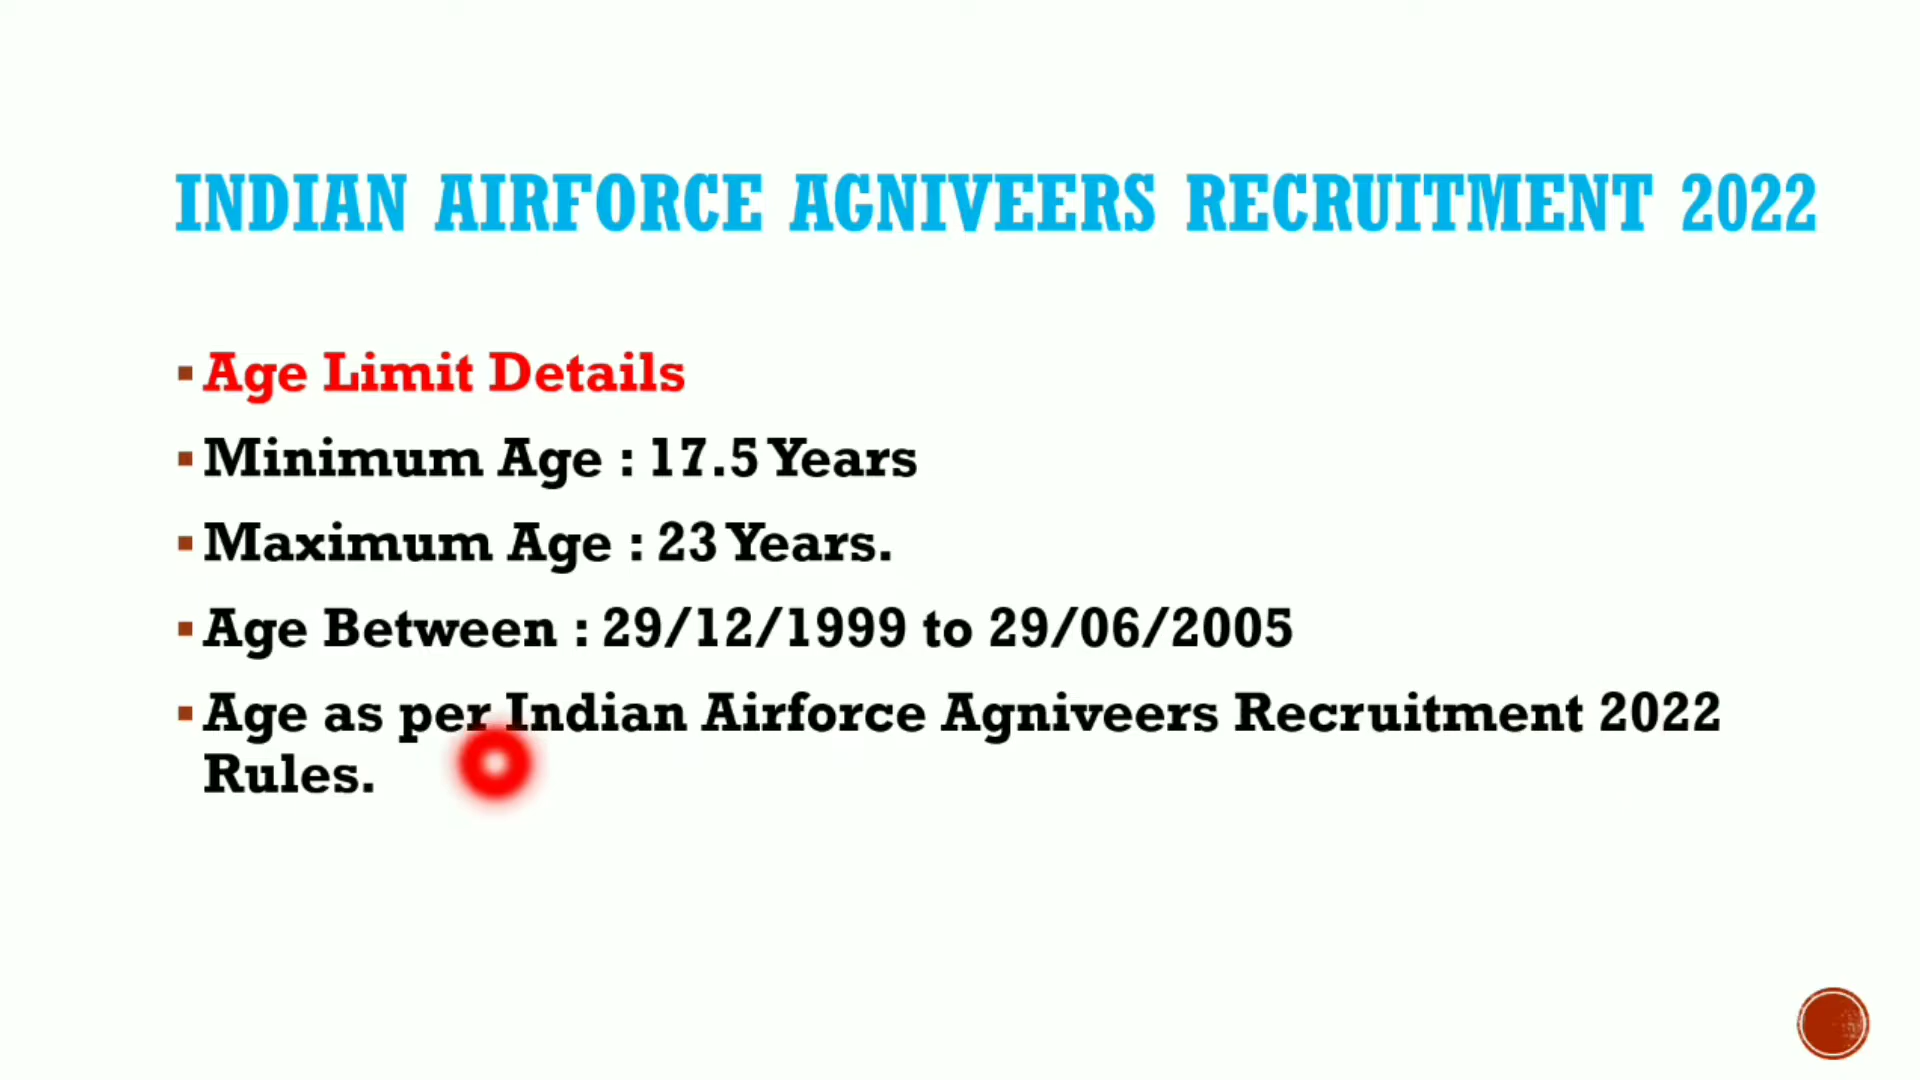 INDIAN AIRFORCE AGNIVEERS RECRUITMENT 2022
Age Limit Details
Minimum Age : 17.5 Years
Maximum Age : 23 Years.
Age Between : 29/12/1999 to 29/06/2005
Age as per Indian Airforce Agniveers Recruitment 2022
Rules.